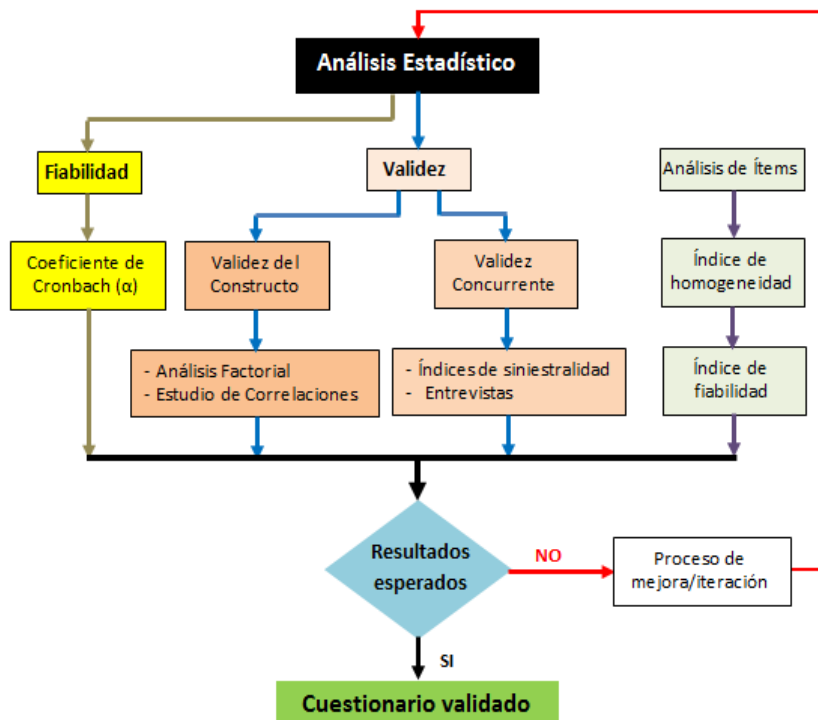 Análisis Estadístico
Fiabilidad
Validez
Análisis de Ítems
Coeficiente de
Cronbach (α)
Validez del
Constructo
Validez
Concurrente
Índice de
homogeneidad
- Análisis Factorial
- Estudio de Correlaciones
- Índices de siniestralidad
- Entrevistas
Índice de
fiabilidad
Resultados
esperados
NO
Proceso de
mejora/iteración
SI
Cuestionario validado